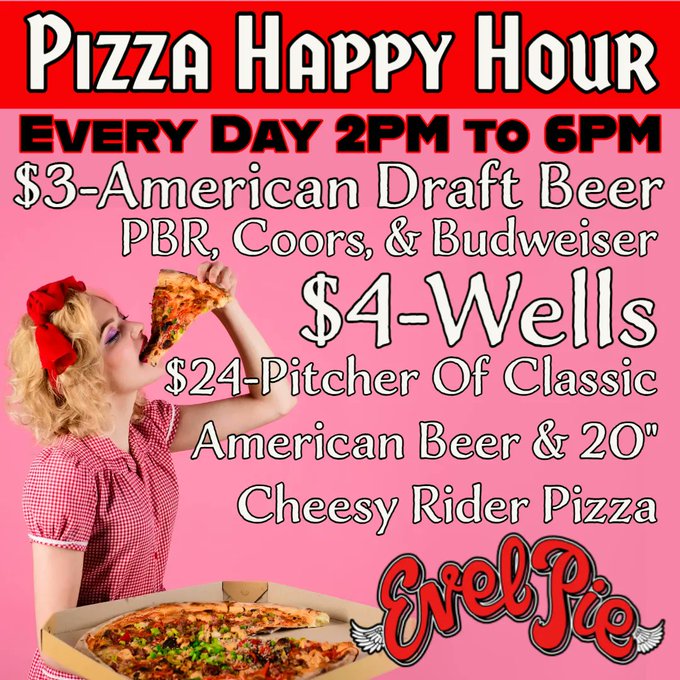 Pizza Happy Hour
Every Day 2PM to 6PM
$3-American Draft Beer
PBR, Coors, & Budweiser
$4-Wells
$24-Pitcher Of Classic
American Beer & 20"
Cheesy Rider Pizza
Evel Pie